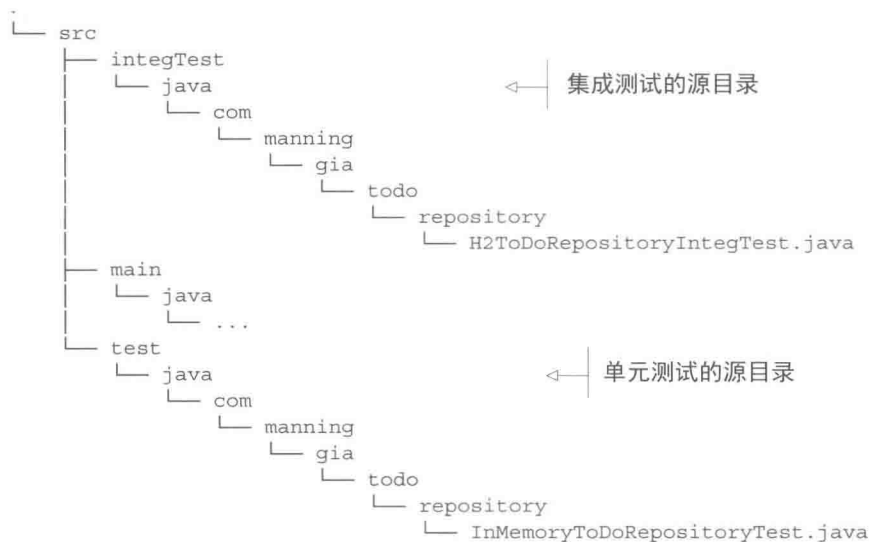 .
└── src
    ├── integTest
    │   └── java    集成测试的源目录
    │       └── com
    │           └── manning
    │               └── gia
    │                   └── todo
    │                       └── repository
    │                           └── H2ToDoRepositoryIntegTest.java
    ├── main
    │   └── java
    │       └── ...
    └── test
        └── java    单元测试的源目录
            └── com
                └── manning
                    └── gia
                        └── todo
                            └── repository
                                └── InMemoryToDoRepositoryTest.java